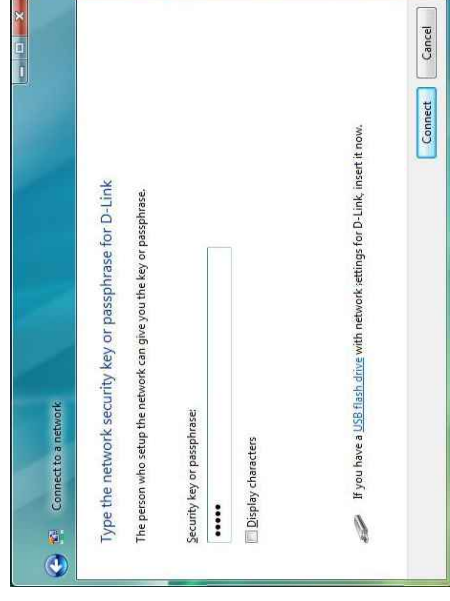 Connect to a network
Type the network security key or passphrase for D-Link
The person who setup the network can give you the key or passphrase.
Security key or passphrase:
•••••
Display characters
If you have a USB flash drive with network settings for D-Link, insert it now.
Connect
Cancel